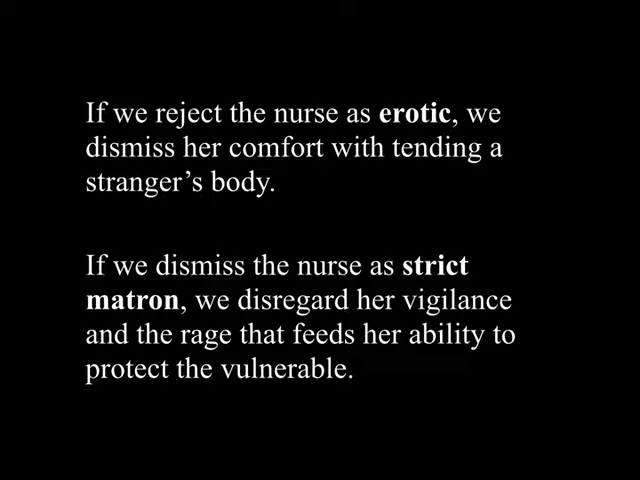 If we reject the nurse as erotic, we
dismiss her comfort with tending a
stranger’s body.
If we dismiss the nurse as strict
matron, we disregard her vigilance
and the rage that feeds her ability to
protect the vulnerable.